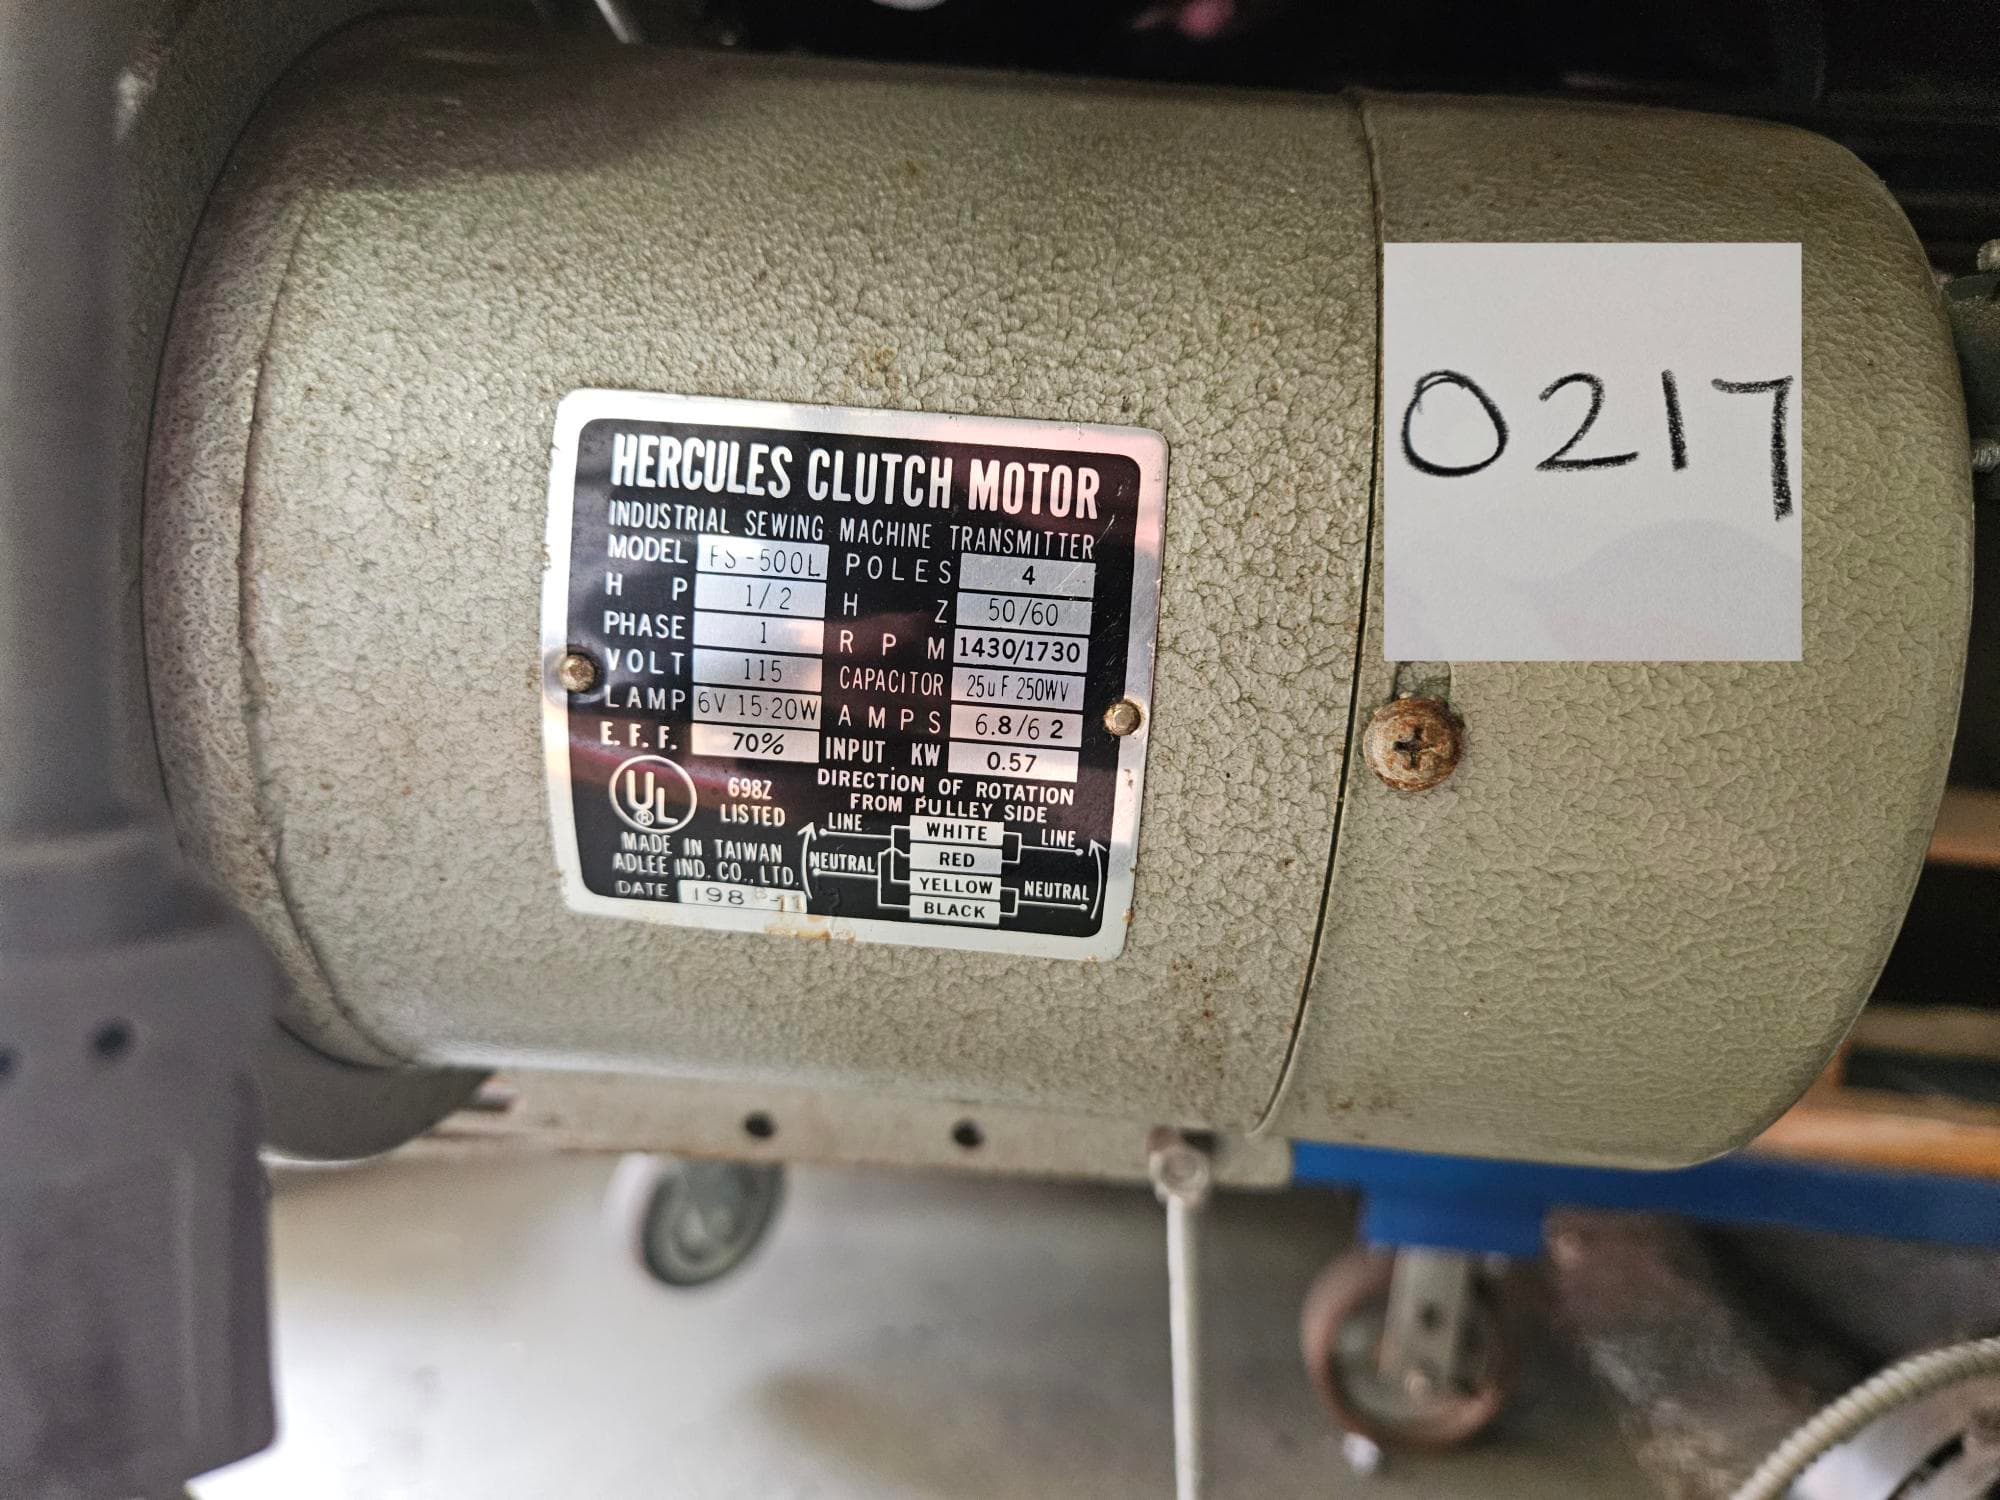 HERCULES CLUTCH MOTOR
INDUSTRIAL SEWING MACHINE TRANSMITTER
MODEL FS-500L POLES 4
H P 1/2 H Z 50/60
PHASE 1 R P M 1430/1730
VOLT 115 CAPACITOR 25uF 250WV
LAMP 6V 15-20W AMPS 6.8/6 2
E. F. F. 70% INPUT KW 0.57
UL ® 698Z LISTED
DIRECTION OF ROTATION
FROM PULLEY SIDE
LINE WHITE LINE
NEUTRAL RED
YELLOW NEUTRAL
BLACK
MADE IN TAIWAN
ADLEE IND. CO., LTD.
DATE
0217